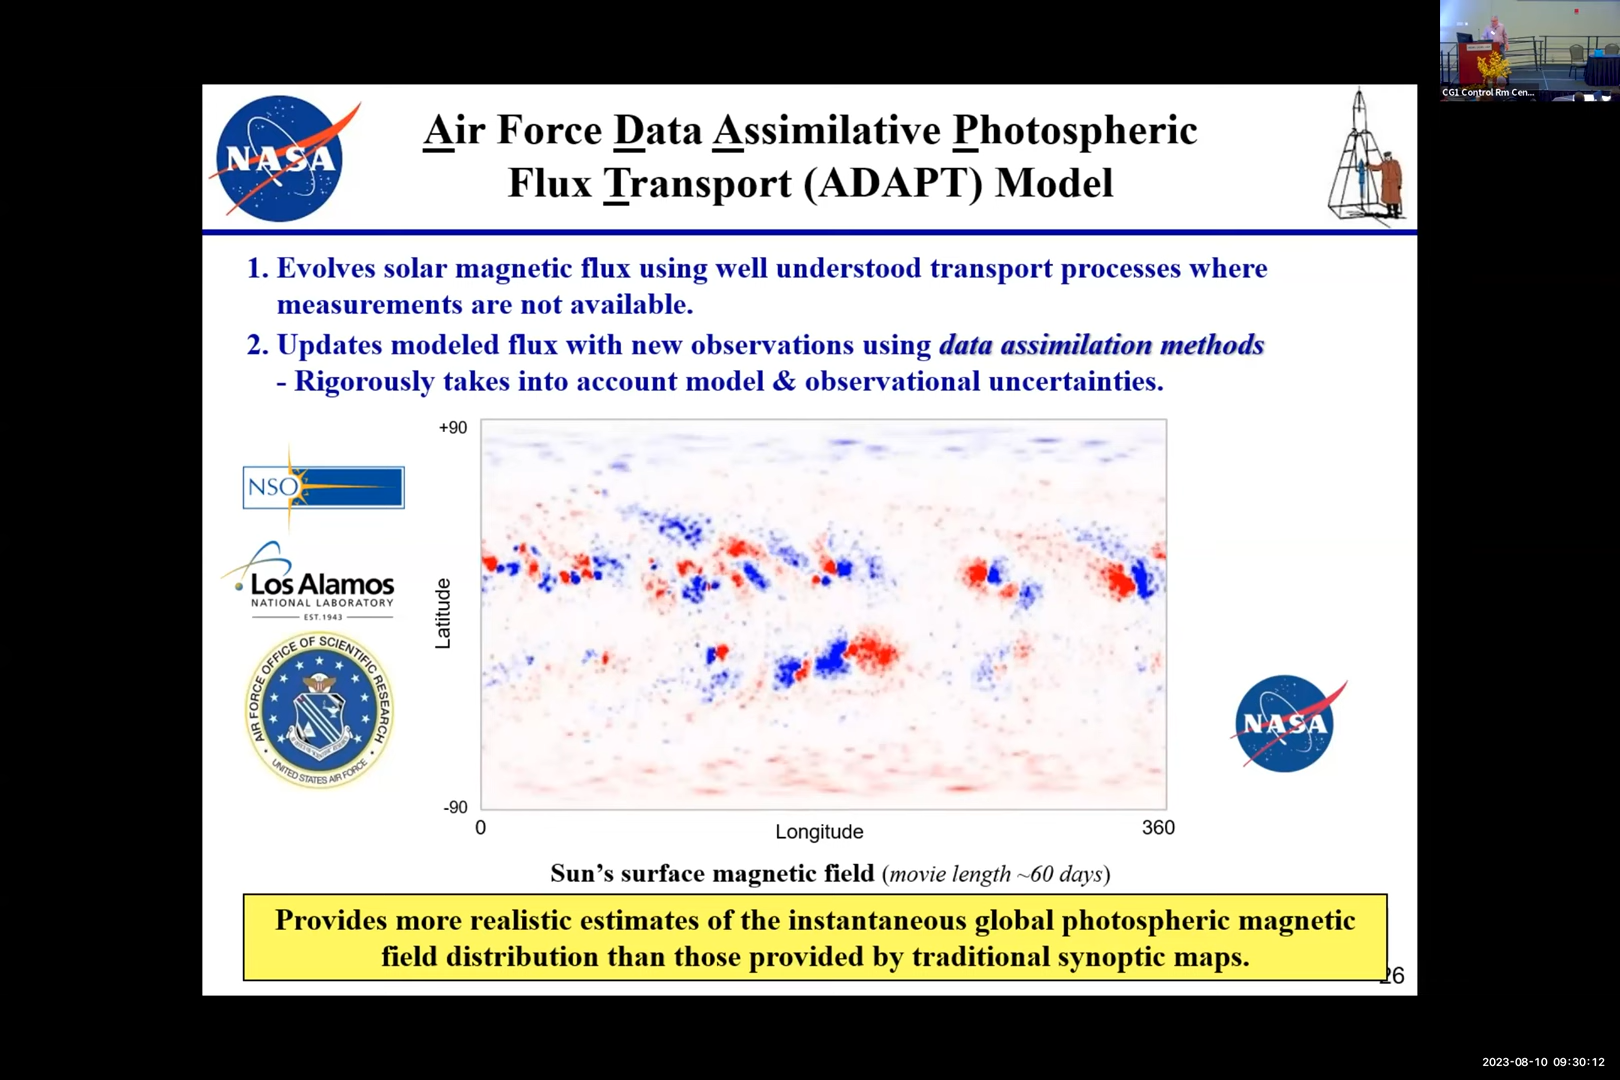 CG1 Control Rm Cen...
NASA
Air Force Data Assimilative Photospheric
Flux Transport (ADAPT) Model
1. Evolves solar magnetic flux using well understood transport processes where
measurements are not available.
2. Updates modeled flux with new observations using data assimilation methods
- Rigorously takes into account model & observational uncertainties.
+90
Latitude
-90
0
Longitude
360
NSO
Los Alamos
NATIONAL LABORATORY
EST.1943
AIR FORCE OFFICE OF SCIENTIFIC RESEARCH
UNITED STATES AIR FORCE
NASA
Sun's surface magnetic field (movie length ~60 days)
Provides more realistic estimates of the instantaneous global photospheric magnetic
field distribution than those provided by traditional synoptic maps.
26
2023-08-10 09:30:12